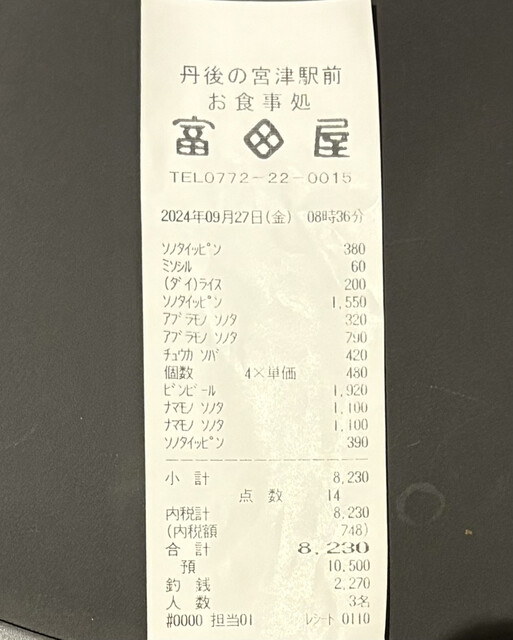 丹後の宮津駅前
お食事処
富田屋
TEL0772-22-0015
2024年09月27日(金) 08時36分
ソノタイッピン 380
ミソシル 60
(ダイ)ライス 200
ソノタイッピン 1,550
アブラモノ ソノタ 320
アブラモノ ソノタ 790
チュウカ ソバ 420
個数 4×単価 480
ビンビール 1,920
ナマモノ ソノタ 1,100
ナマモノ ソノタ 1,100
ソノタイッピン 390
小 計 8,230
点 数 14
内税計 8,230
(内税額 748)
合 計 8,230
預 10,500
釣 銭 2,270
人 数 3名
#0000 担当01 レシート 0110